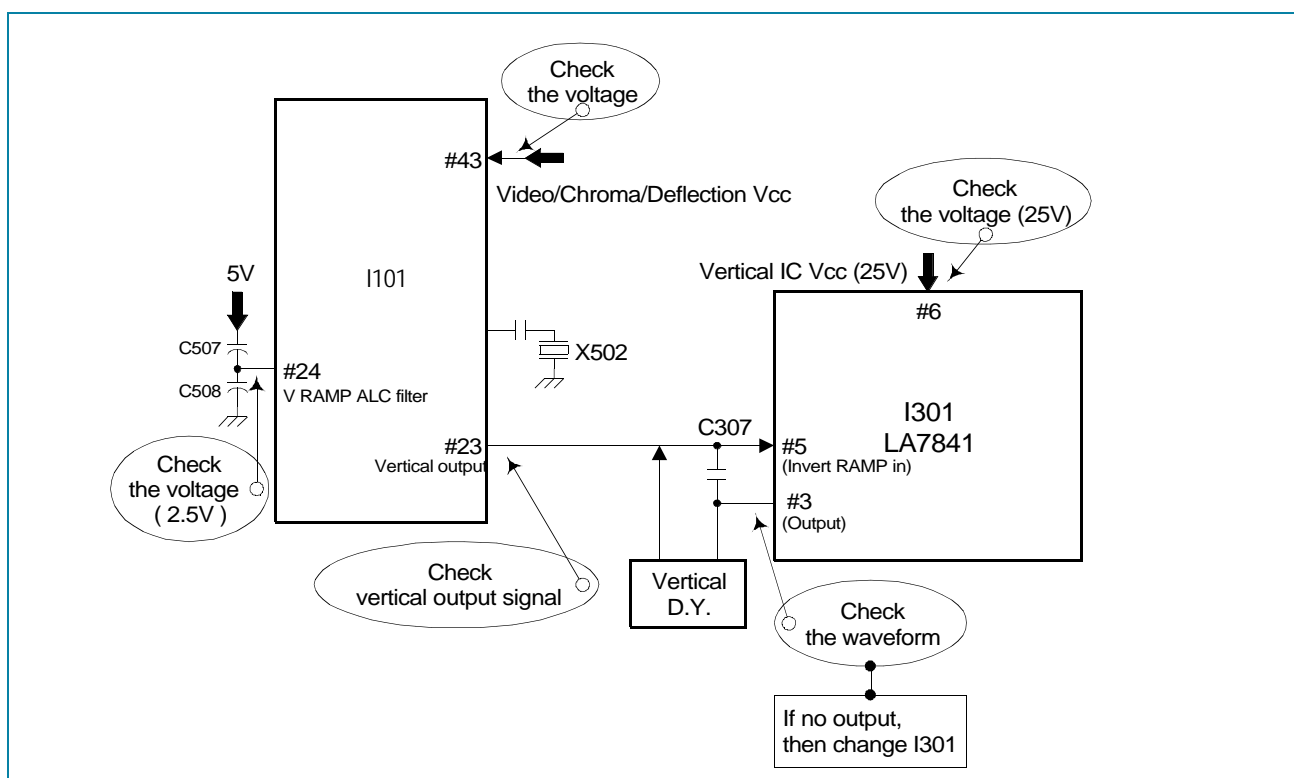 Check
the voltage
#43
Video/Chroma/Deflection Vcc
Check
the voltage (25V)
5V
I101
Vertical IC Vcc (25V)
#6
C507
X502
#24
C508
V RAMP ALC filter
I301
LA7841
C307
#23
#5
Vertical output
(Invert RAMP in)
Check
the voltage
( 2.5V )
#3
(Output)
Check
vertical output signal
Vertical
D.Y.
Check
the waveform
If no output,
then change I301